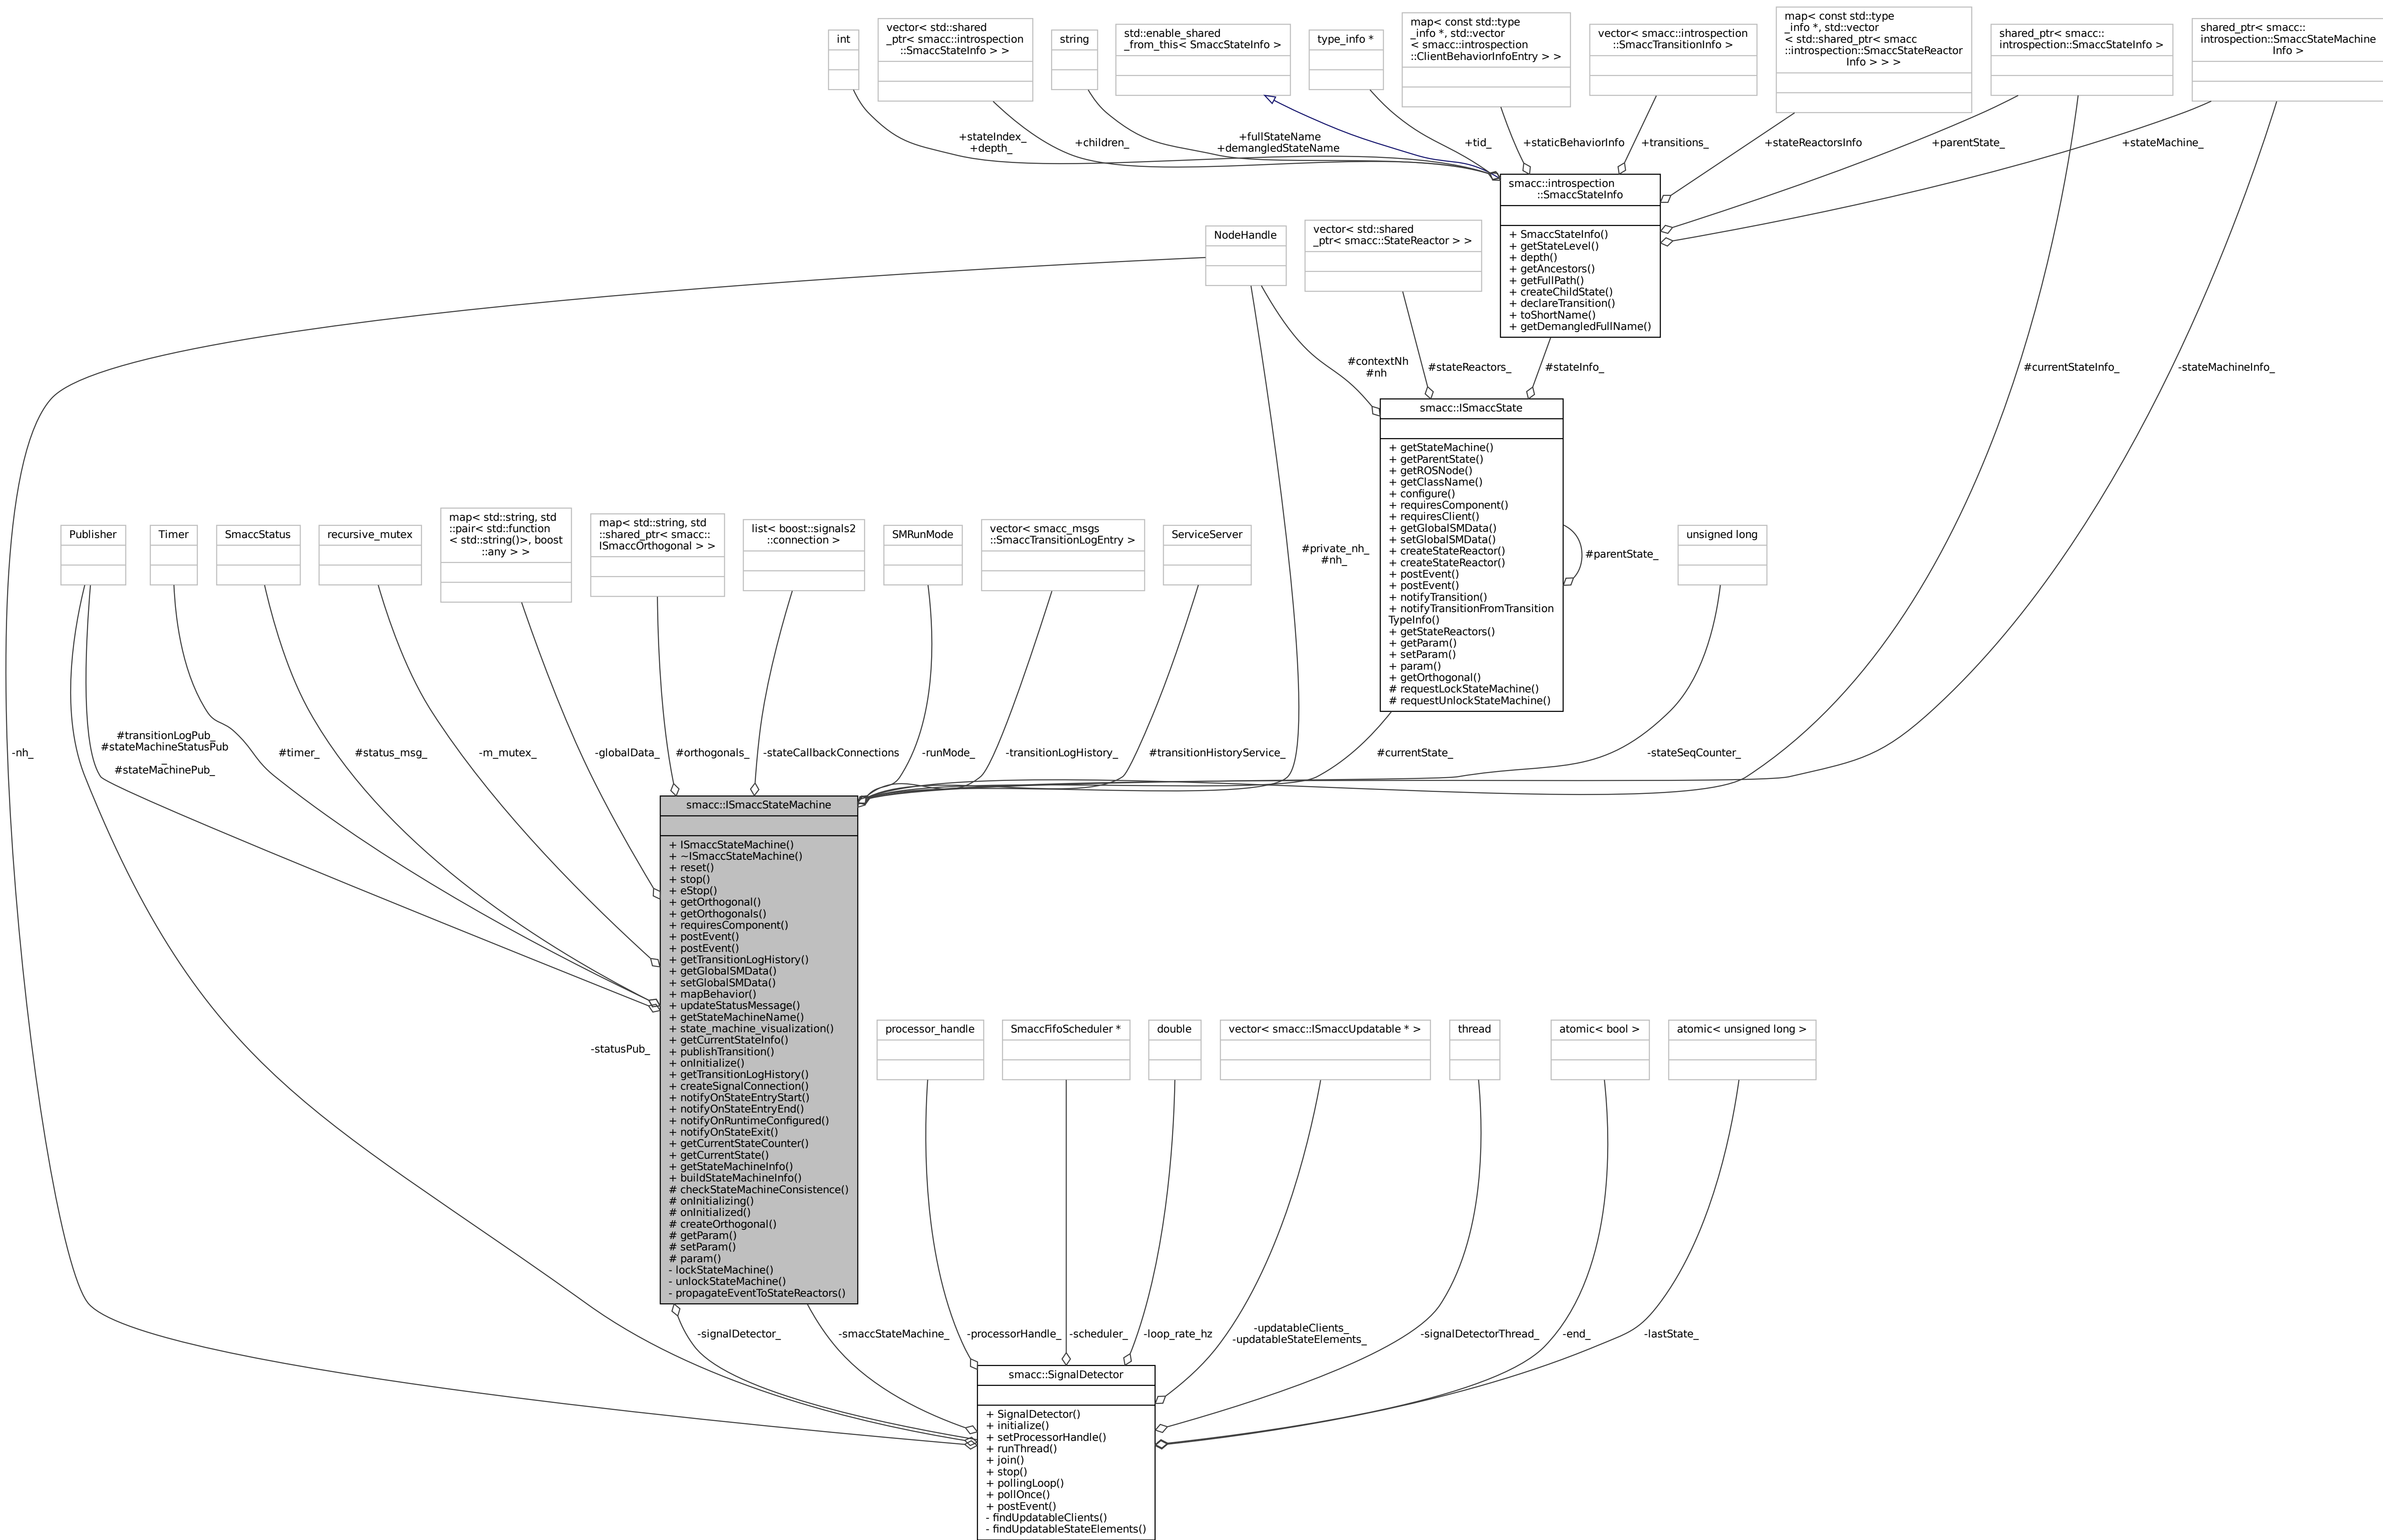 int
vector< std::shared
_ptr< smacc::introspection
::SmaccStateInfo > >
string
std::enable_shared
_from_this< SmaccStateInfo >
type_info *
map< const std::type
_info *, std::vector
< smacc::introspection
::ClientBehaviorInfoEntry > >
vector< smacc::introspection
::SmaccTransitionInfo >
map< const std::type
_info *, std::vector
< std::shared_ptr< smacc
::introspection::SmaccStateReactor
Info > > >
shared_ptr< smacc::
introspection::SmaccStateInfo >
shared_ptr< smacc::
introspection::SmaccStateMachine
Info >
+stateIndex_
+depth_
+children_
+fullStateName
+demangledStateName
+tid_
+staticBehaviorInfo
+transitions_
+stateReactorsInfo
+parentState_
+stateMachine_
smacc::introspection
::SmaccStateInfo
+ SmaccStateInfo()
+ getStateLevel()
+ depth()
+ getAncestors()
+ getFullPath()
+ createChildState()
+ declareTransition()
+ toShortName()
+ getDemangledFullName()
NodeHandle
vector< std::shared
_ptr< smacc::StateReactor > >
#contextNh
#nh
#stateReactors_
#stateInfo_
#currentStateInfo_
-stateMachineInfo_
smacc::ISmaccState
+ getStateMachine()
+ getParentState()
+ getROSNode()
+ getClassName()
+ configure()
+ requiresComponent()
+ requiresClient()
+ getGlobalSMData()
+ setGlobalSMData()
+ createStateReactor()
+ createStateReactor()
+ postEvent()
+ postEvent()
+ notifyTransition()
+ notifyTransitionFromTransition
TypeInfo()
+ getStateReactors()
+ getParam()
+ setParam()
+ param()
+ getOrthogonal()
# requestLockStateMachine()
# requestUnlockStateMachine()
#parentState_
Publisher
Timer
SmaccStatus
recursive_mutex
map< std::string, std
::pair< std::function
< std::string()>, boost
::any > >
map< std::string, std
::shared_ptr< smacc::
ISmaccOrthogonal > >
list< boost::signals2
::connection >
SMRunMode
vector< smacc_msgs
::SmaccTransitionLogEntry >
ServiceServer
#private_nh_
#nh_
unsigned long
-nh_
#transitionLogPub_
#stateMachineStatusPub
_
#stateMachinePub_
#timer_
#status_msg_
-m_mutex_
-globalData_
#orthogonals_
-stateCallbackConnections
-runMode_
-transitionLogHistory_
#transitionHistoryService_
#currentState_
-stateSeqCounter_
smacc::ISmaccStateMachine
+ ISmaccStateMachine()
+ ~ISmaccStateMachine()
+ reset()
+ stop()
+ eStop()
+ getOrthogonal()
+ getOrthogonals()
+ requiresComponent()
+ postEvent()
+ postEvent()
+ getTransitionLogHistory()
+ getGlobalSMData()
+ setGlobalSMData()
+ mapBehavior()
+ updateStatusMessage()
+ getStateMachineName()
+ state_machine_visualization()
+ getCurrentStateInfo()
+ publishTransition()
+ onInitialize()
+ getTransitionLogHistory()
+ createSignalConnection()
+ notifyOnStateEntryStart()
+ notifyOnStateEntryEnd()
+ notifyOnRuntimeConfigured()
+ notifyOnStateExit()
+ getCurrentStateCounter()
+ getCurrentState()
+ getStateMachineInfo()
+ buildStateMachineInfo()
# checkStateMachineConsistence()
# onInitializing()
# onInitialized()
# createOrthogonal()
# getParam()
# setParam()
# param()
- lockStateMachine()
- unlockStateMachine()
- propagateEventToStateReactors()
-statusPub_
processor_handle
SmaccFifoScheduler *
double
vector< smacc::ISmaccUpdatable * >
thread
atomic< bool >
atomic< unsigned long >
-signalDetector_
-smaccStateMachine_
-processorHandle_
-scheduler_
-loop_rate_hz
-updatableClients_
-updatableStateElements_
-signalDetectorThread_
-end_
-lastState_
smacc::SignalDetector
+ SignalDetector()
+ initialize()
+ setProcessorHandle()
+ runThread()
+ join()
+ stop()
+ pollingLoop()
+ pollOnce()
+ postEvent()
- findUpdatableClients()
- findUpdatableStateElements()